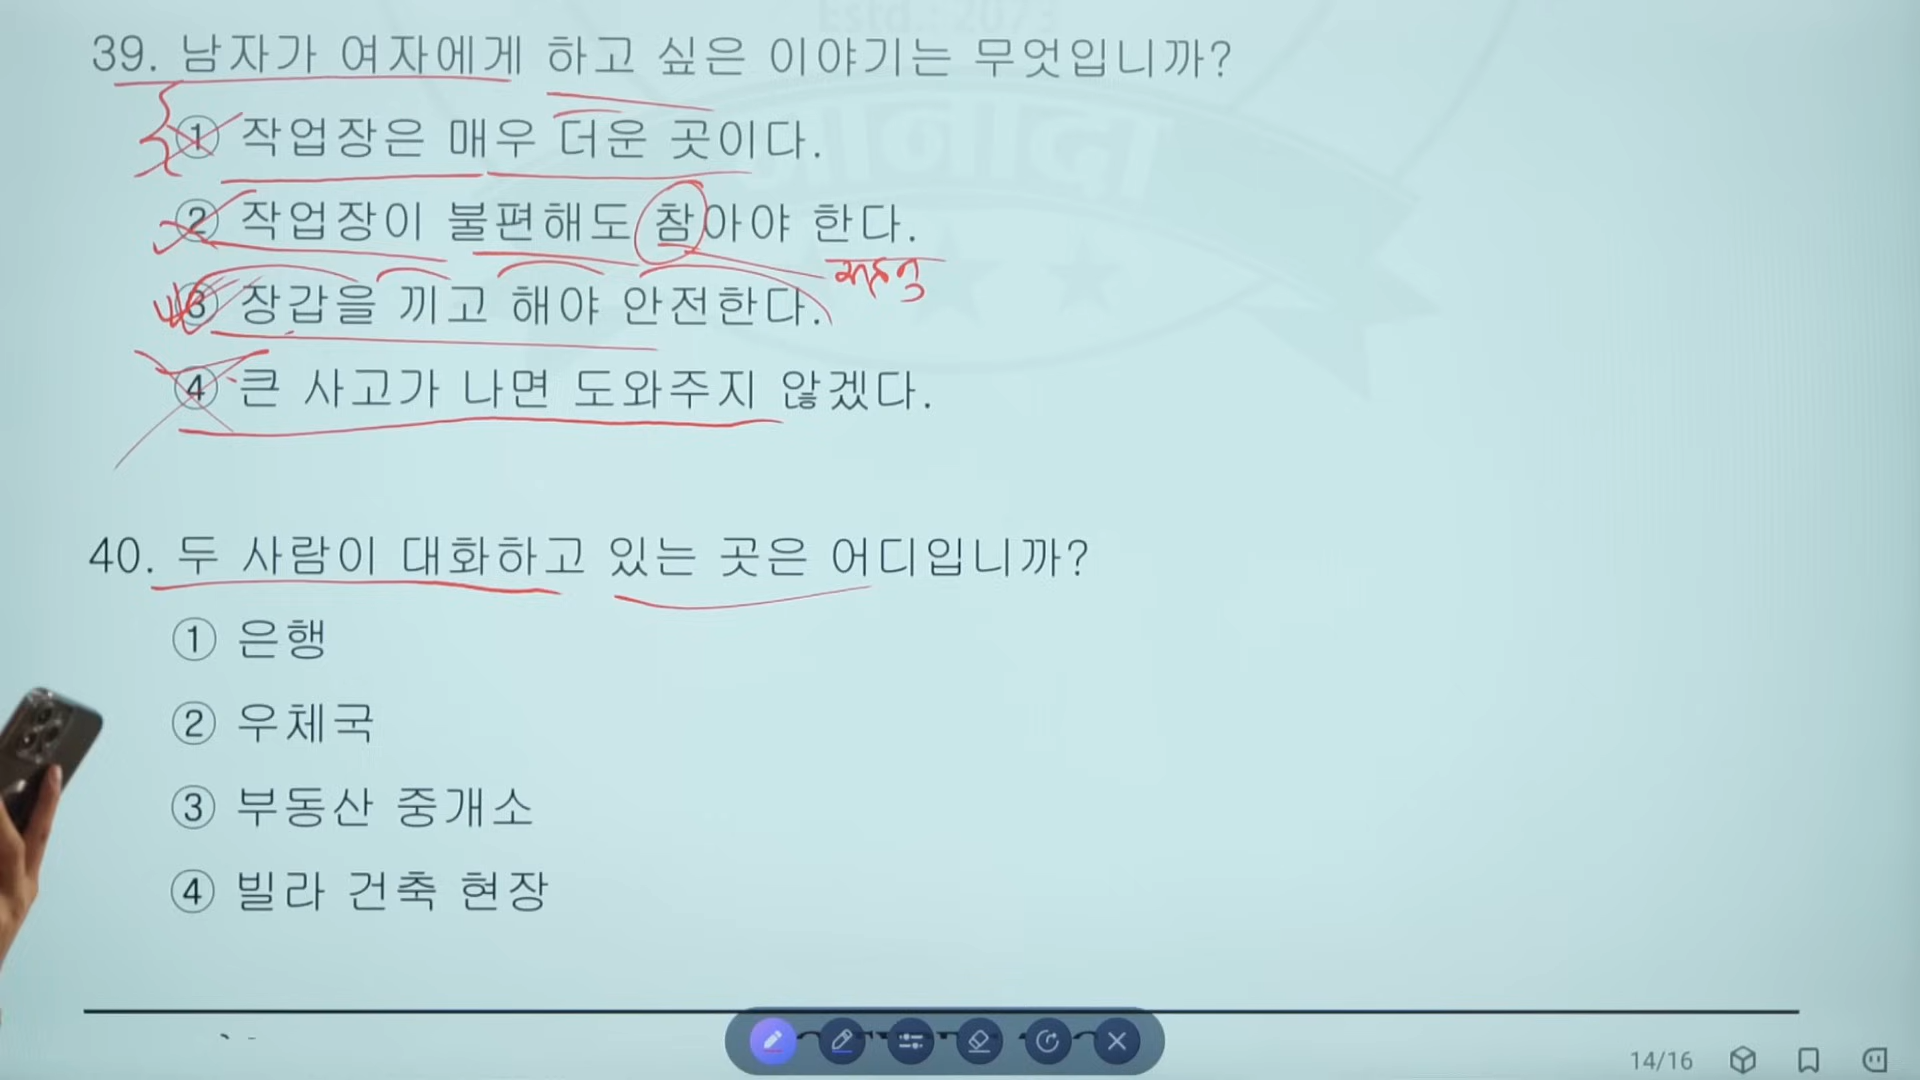 Estd.: 2073
39. 남자가 여자에게 하고 싶은 이야기는 무엇입니까?
① 작업장은 매우 더운 곳이다.
② 작업장이 불편해도 참아야 한다.
③ 장갑을 끼고 해야 안전한다.
④ 큰 사고가 나면 도와주지 않겠다.
40. 두 사람이 대화하고 있는 곳은 어디입니까?
① 은행
② 우체국
③ 부동산 중개소
④ 빌라 건축 현장
14/16